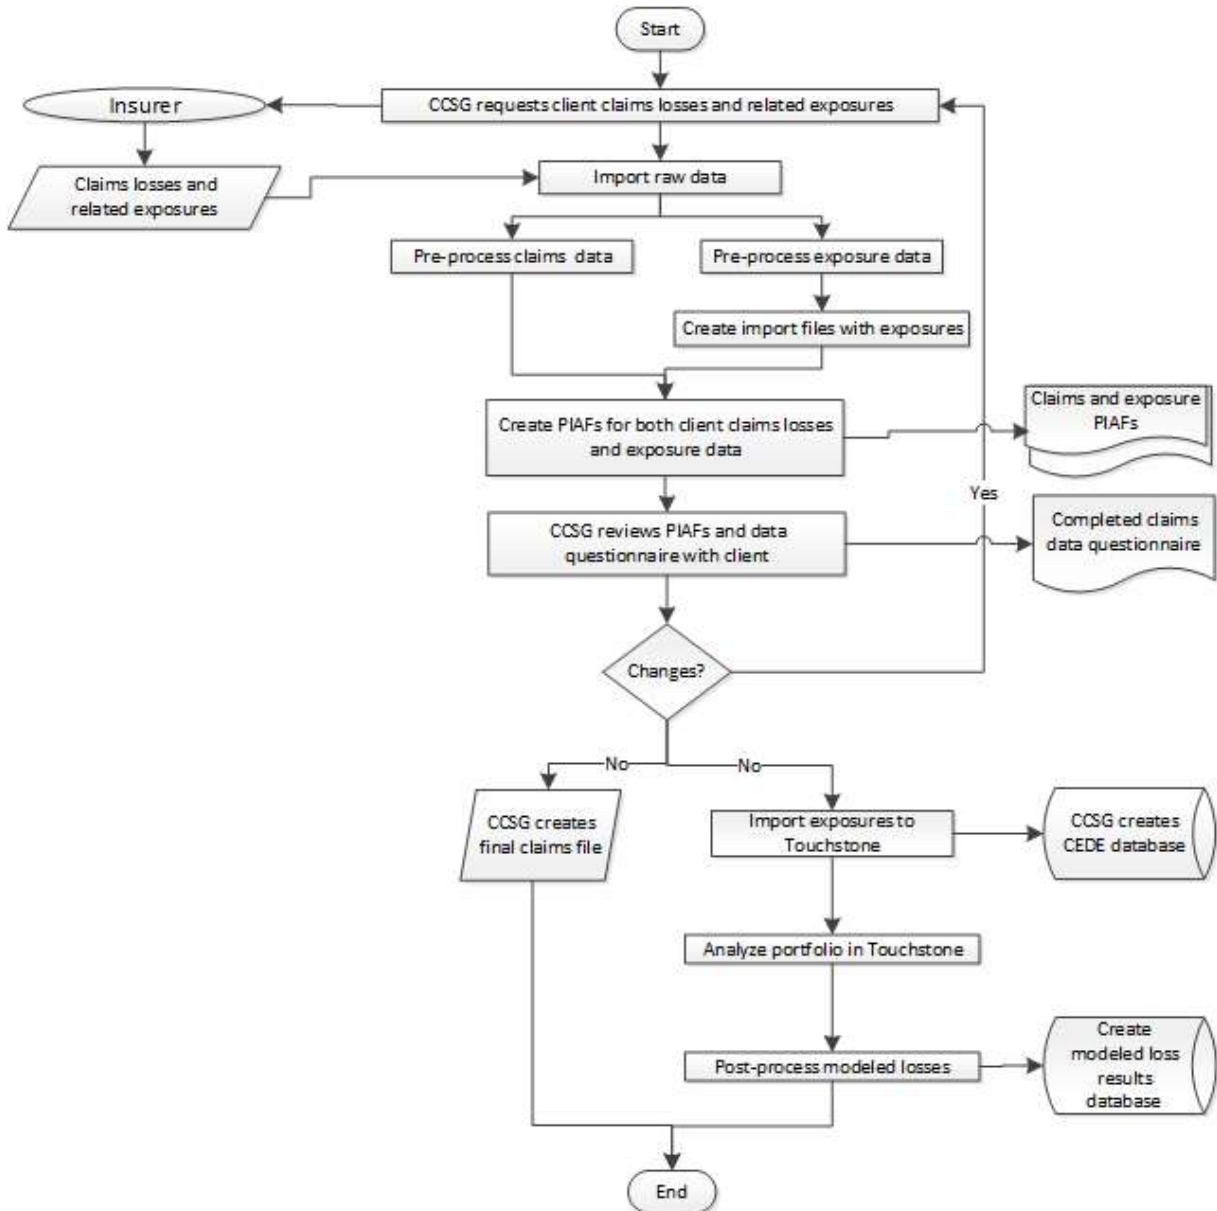 Start
Insurer
CCSG requests client claims losses and related exposures
Claims losses and
related exposures
Import raw data
Pre-process claims data
Pre-process exposure data
Create import files with exposures
Create PIAFs for both client claims losses
and exposure data
Claims and exposure
PIAFs
Yes
CCSG reviews PIAFs and data
questionnaire with client
Completed claims
data questionnaire
Changes?
No
No
CCSG creates
final claims file
Import exposures to
Touchstone
CCSG creates
CEDE database
Analyze portfolio in Touchstone
Post-process modeled losses
Create
modeled loss
results
database
End